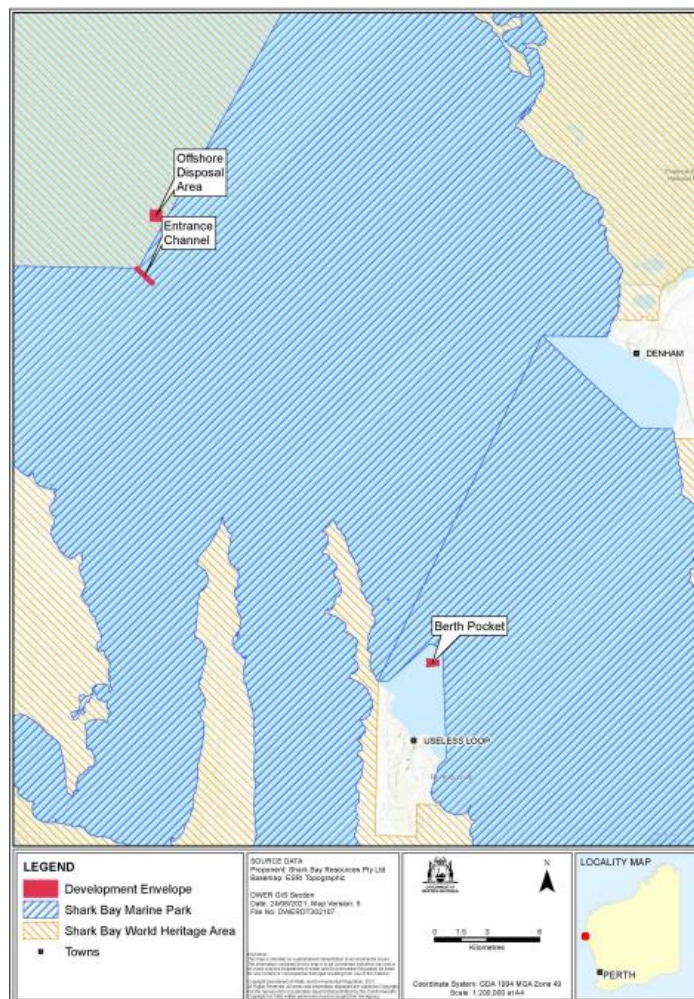 Offshore
Disposal
Area
Entrance
Channel
DENHAM
Berth Pocket
USELESS LOOP
LEGEND
Development Envelope
Shark Bay Marine Park
Shark Bay World Heritage Area
Towns
SOURCE DATA
Proponent: Shark Bay Resources Pty Ltd
Basemap: ESRI Topographic
DWER GIS Section
Date: 24/06/2021, Map Version: 5
File No: DWERDT302107
N
0 1.5 3 6
Kilometres
Coordinate System: GDA 1994 MGA Zone 49
Scale: 1:200,000 at A4
LOCALITY MAP
PERTH